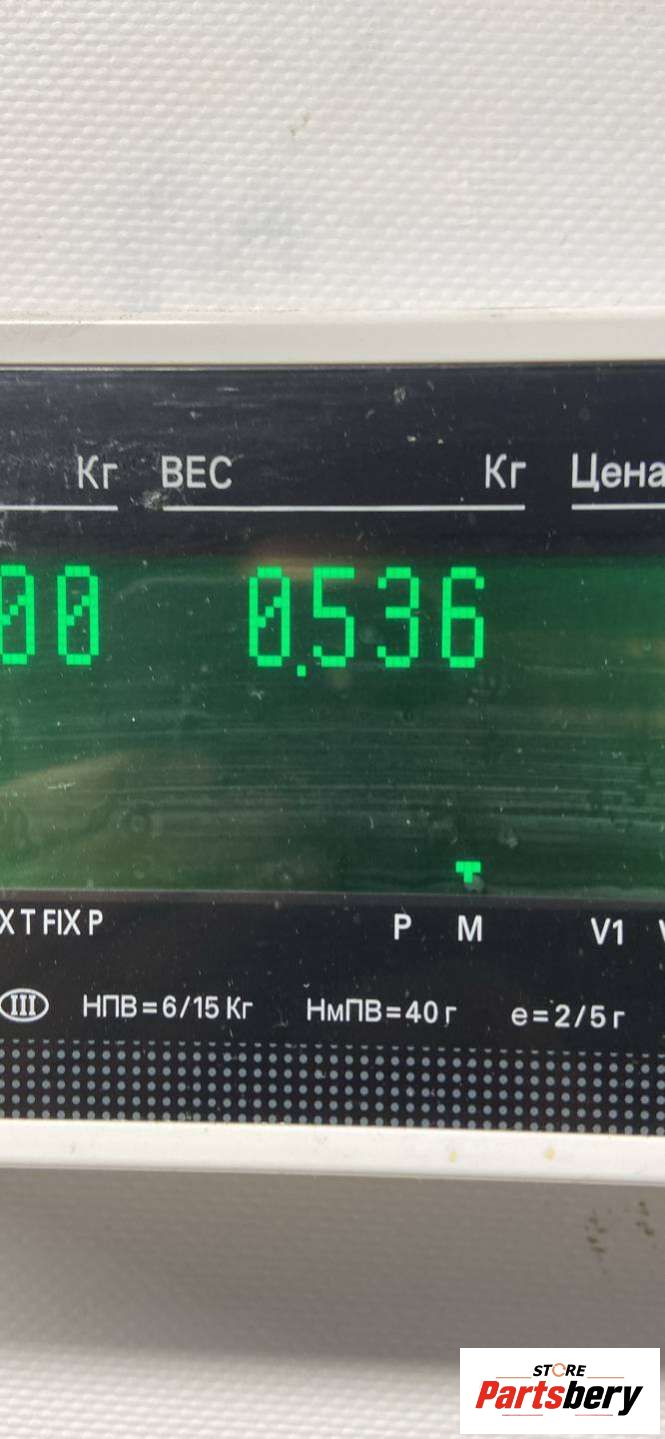 Кг ВЕС Кг Цена
00 0.536
X T FIX P P M V1
III НПВ=6/15 Кг НмПВ=40 г e=2/5 г
STORE
Partsbery